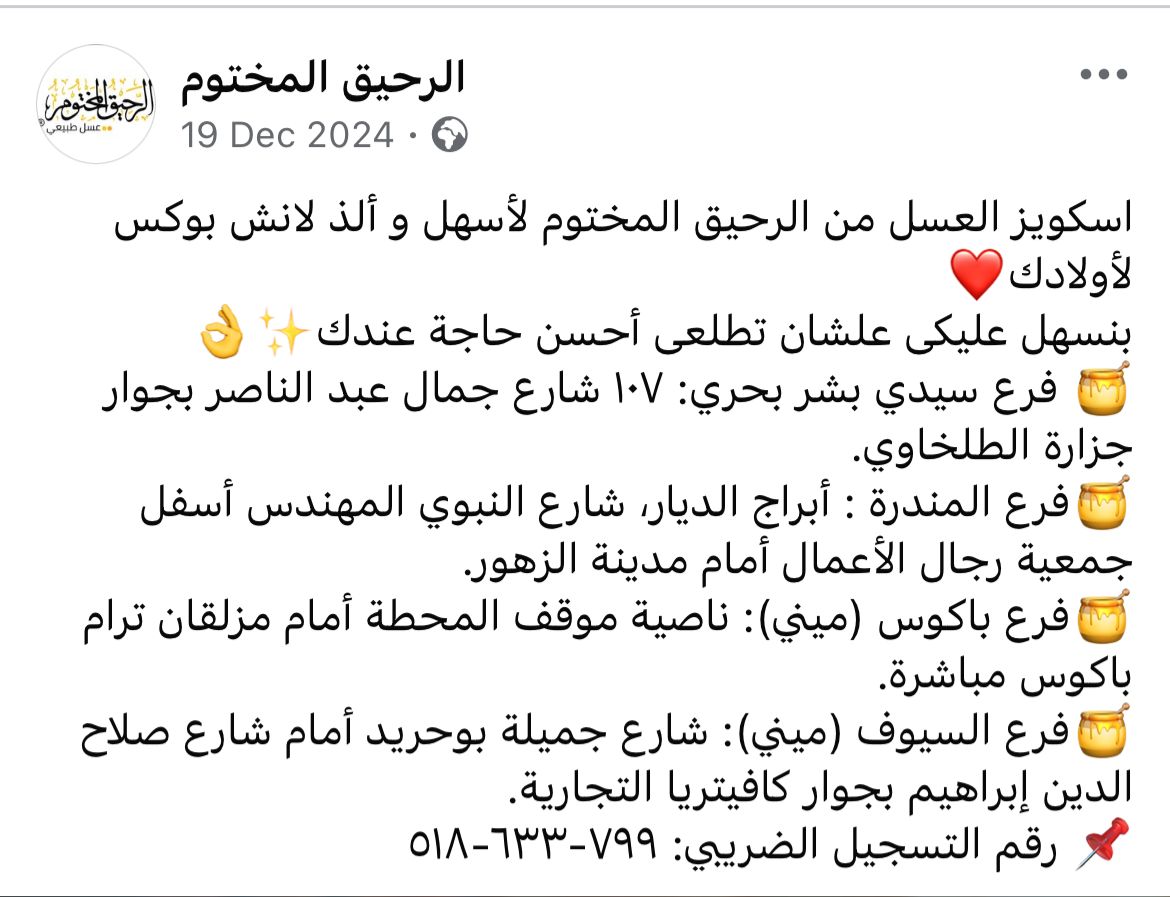 الرحيق المختوم
عسل طبيعي
الرحيق المختوم
19 Dec 2024 ·
اسكويز العسل من الرحيق المختوم لأسهل و ألذ لانش بوكس
لأولادك❤️
بنسهل عليكى علشان تطلعى أحسن حاجة عندك✨👌
🍯 فرع سيدي بشر بحري: ١٠٧ شارع جمال عبد الناصر بجوار
جزارة الطلخاوي.
🍯فرع المندرة : أبراج الديار، شارع النبوي المهندس أسفل
جمعية رجال الأعمال أمام مدينة الزهور.
🍯فرع باكوس (ميني): ناصية موقف المحطة أمام مزلقان ترام
باكوس مباشرة.
🍯فرع السيوف (ميني): شارع جميلة بوحريد أمام شارع صلاح
الدين إبراهيم بجوار كافيتريا التجارية.
📌 رقم التسجيل الضريبي: ٧٩٩-٦٣٣-٥١٨